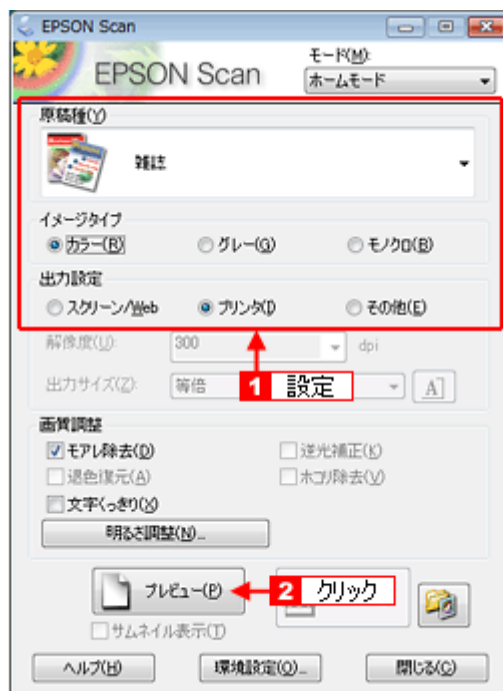 EPSON Scan
EPSON Scan
モード(M):
ホームモード
原稿種(Y)
雑誌
イメージタイプ
カラー(R) グレー(G) モノクロ(B)
出力設定
スクリーン/Web プリンタ(I) その他(E)
解像度(U): 300 dpi
1 設定
出力サイズ(Z): 等倍
画質調整
モアレ除去(D) 逆光補正(K)
退色復元(A) ホコリ除去(V)
文字くっきり(X)
明るさ調整(N)...
プレビュー(P) 2 クリック
サムネイル表示(T)
ヘルプ(H) 環境設定(O)... 閉じる(C)